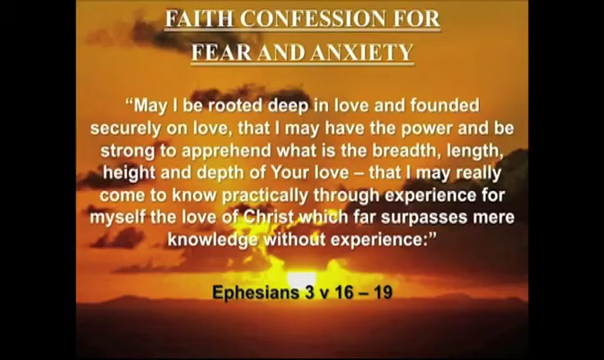 FAITH CONFESSION FOR
FEAR AND ANXIETY
“May I be rooted deep in love and founded
securely on love, that I may have the power and be
strong to apprehend what is the breadth, length,
height and depth of Your love – that I may really
come to know practically through experience for
myself the love of Christ which far surpasses mere
knowledge without experience:”
Ephesians 3 v 16 – 19